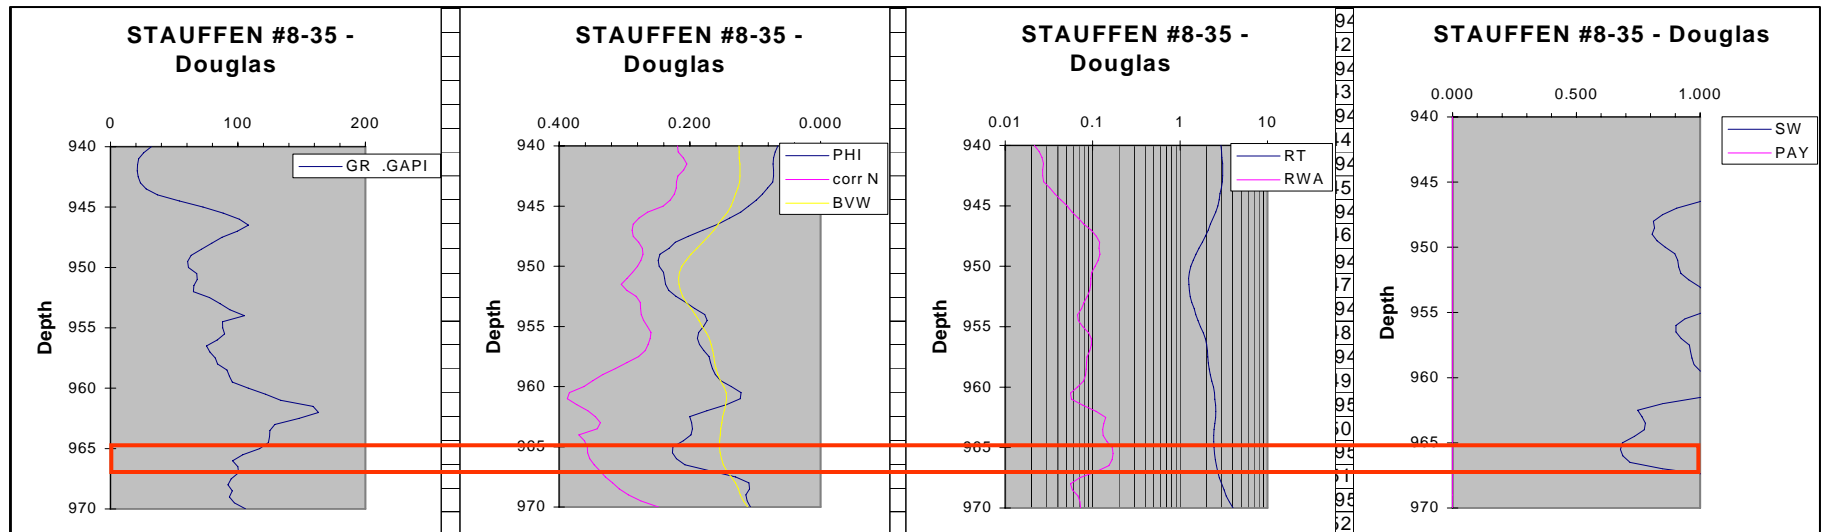 STAUFFEN #8-35 -
Douglas
0 100 200
940
945
950
955
960
965
970
Depth
GR .GAPI
STAUFFEN #8-35 -
Douglas
0.400 0.200 0.000
940
945
950
955
960
965
970
Depth
PHI
corr N
BVW
STAUFFEN #8-35 -
Douglas
0.01 0.1 1 10
940
945
950
955
960
965
970
Depth
RT
RWA
STAUFFEN #8-35 - Douglas
0.000 0.500 1.000
940
945
950
955
960
965
970
Depth
SW
PAY